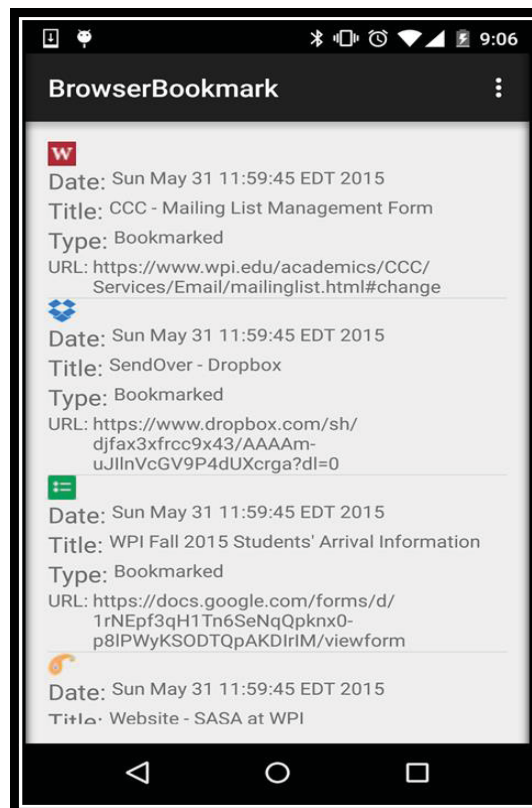 9:06
BrowserBookmark
W
Date: Sun May 31 11:59:45 EDT 2015
Title: CCC - Mailing List Management Form
Type: Bookmarked
URL: https://www.wpi.edu/academics/CCC/
Services/Email/mailinglist.html#change
Date: Sun May 31 11:59:45 EDT 2015
Title: SendOver - Dropbox
Type: Bookmarked
URL: https://www.dropbox.com/sh/
djfax3xfrcc9x43/AAAAm-
uJllnVcGV9P4dUXcrga?dl=0
Date: Sun May 31 11:59:45 EDT 2015
Title: WPI Fall 2015 Students' Arrival Information
Type: Bookmarked
URL: https://docs.google.com/forms/d/
1rNEpf3qH1Tn6SeNqQpknx0-
p8lPWyKSODTQpAKDIrIM/viewform
Date: Sun May 31 11:59:45 EDT 2015
Title: Website - SASA at WPI